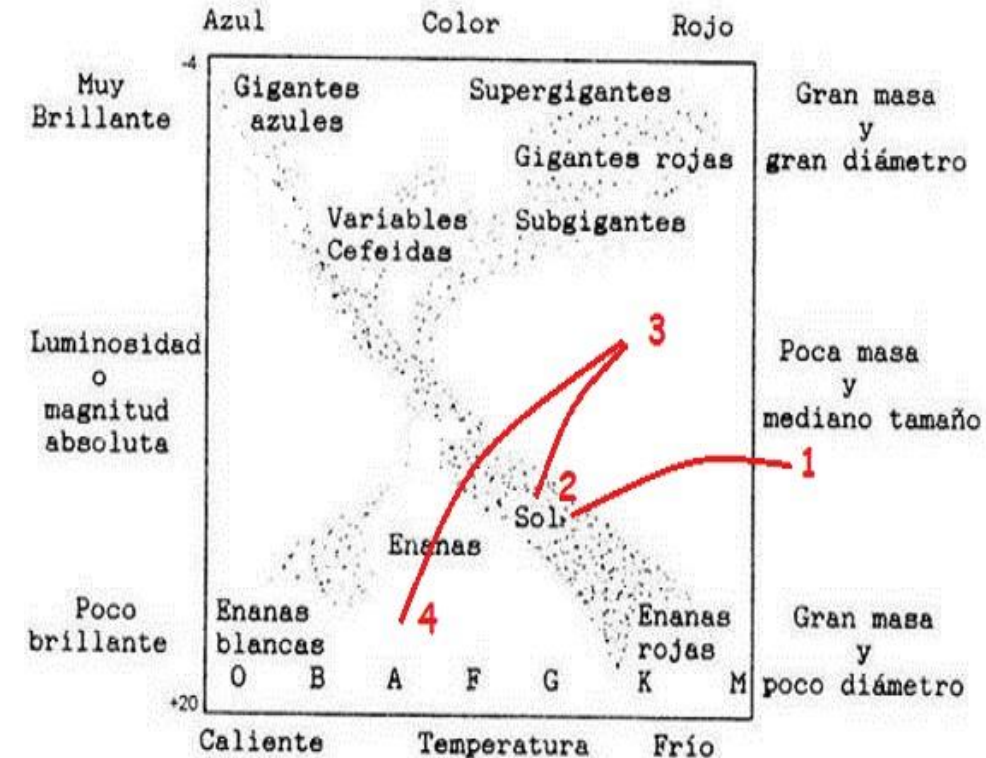 Azul Color Rojo
-4
Muy
Brillante
Gigantes
azules
Supergigantes
Gran masa
y
gran diámetro
Gigantes rojas
Variables
Cefeidas
Subgigantes
3
Luminosidad
o
magnitud
absoluta
Poca masa
y
mediano tamaño
1
2
Sol
Enanas
4
Poco
brillante
Enanas
blancas
Enanas
rojas
Gran masa
y
poco diámetro
O B A F G K M
+20
Caliente Temperatura Frío